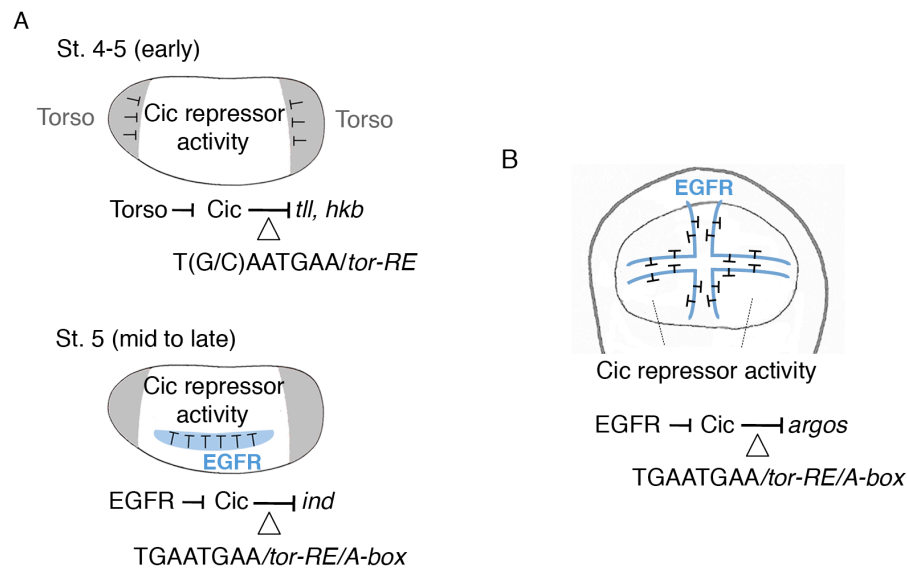 A
St. 4-5 (early)
Torso
Cic repressor
activity
Torso
Torso ⊣ Cic ⊣ tll, hkb
T(G/C)AATGAA/tor-RE
St. 5 (mid to late)
Cic repressor
activity
EGFR
EGFR ⊣ Cic ⊣ ind
TGAATGAA/tor-RE/A-box
B
EGFR
Cic repressor activity
EGFR ⊣ Cic ⊣ argos
TGAATGAA/tor-RE/A-box